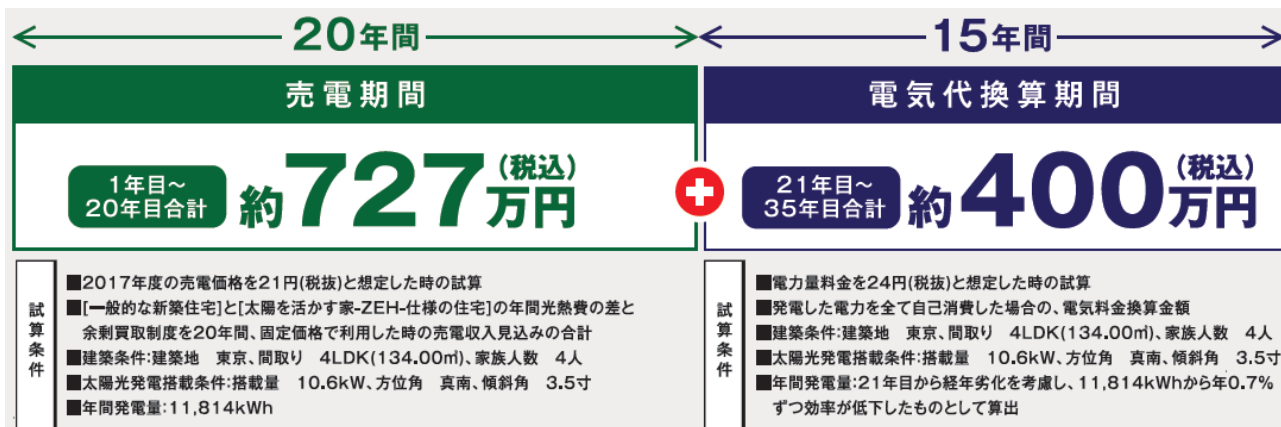 20年間
売電期間
1年目～
20年目合計
約727万円(税込)
試算条件
■2017年度の売電価格を21円(税抜)と想定した時の試算
■[一般的な新築住宅]と[太陽を活かす家-ZEH-仕様の住宅]の年間光熱費の差と
余剰買取制度を20年間、固定価格で利用した時の売電収入見込みの合計
■建築条件:建築地　東京、間取り　4LDK(134.00㎡)、家族人数　4人
■太陽光発電搭載条件:搭載量　10.6kW、方位角　真南、傾斜角　3.5寸
■年間発電量:11,814kWh
15年間
電気代換算期間
21年目～
35年目合計
約400万円(税込)
試算条件
■電力量料金を24円(税抜)と想定した時の試算
■発電した電力を全て自己消費した場合の、電気料金換算金額
■建築条件:建築地　東京、間取り　4LDK(134.00㎡)、家族人数　4人
■太陽光発電搭載条件:搭載量　10.6kW、方位角　真南、傾斜角　3.5寸
■年間発電量:21年目から経年劣化を考慮し、11,814kWhから年0.7%
ずつ効率が低下したものとして算出